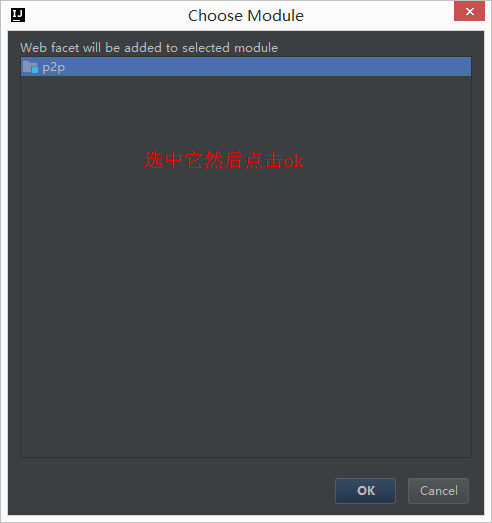 Choose Module
Web facet will be added to selected module
p2p
选中它然后点击ok
OK
Cancel